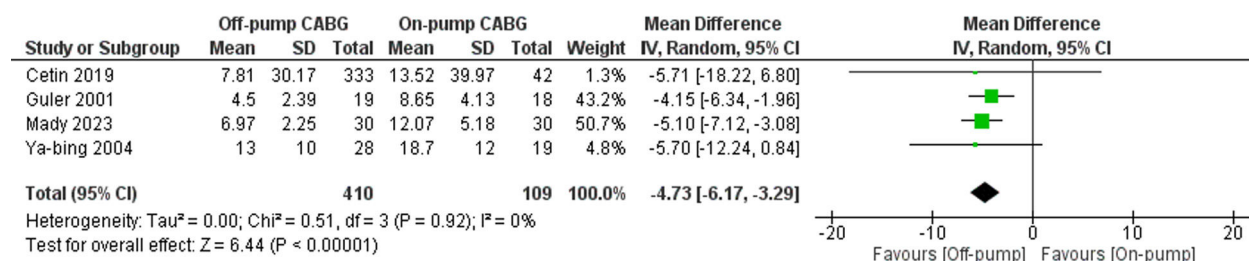 Off-pump CABG On-pump CABG Mean Difference Mean Difference
Study or Subgroup Mean SD Total Mean SD Total Weight IV, Random, 95% CI IV, Random, 95% CI
Cetin 2019 7.81 30.17 333 13.52 39.97 42 1.3% -5.71 [-18.22, 6.80]
Guler 2001 4.5 2.39 19 8.65 4.13 18 43.2% -4.15 [-6.34, -1.96]
Mady 2023 6.97 2.25 30 12.07 5.18 30 50.7% -5.10 [-7.12, -3.08]
Ya-bing 2004 13 10 28 18.7 12 19 4.8% -5.70 [-12.24, 0.84]
Total (95% CI) 410 109 100.0% -4.73 [-6.17, -3.29]
Heterogeneity: Tau² = 0.00; Chi² = 0.51, df = 3 (P = 0.92); I² = 0%
Test for overall effect: Z = 6.44 (P < 0.00001)
-20 -10 0 10 20
Favours [Off-pump] Favours [On-pump]